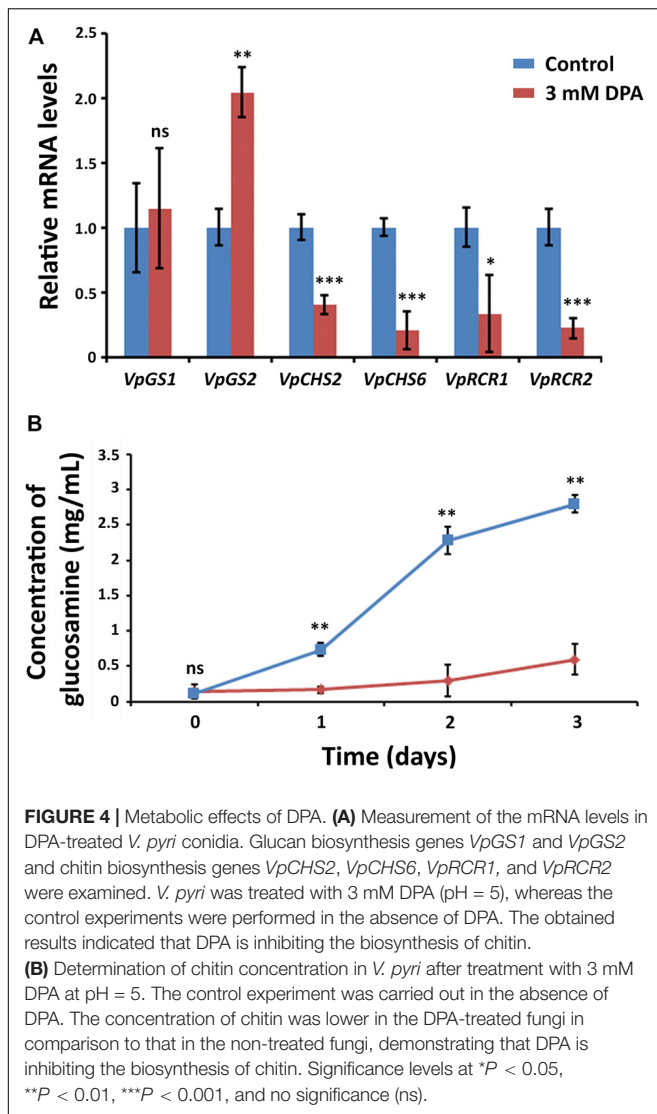 A
2.5
2.0
1.5
1.0
0.5
0
Relative mRNA levels
Control
3 mM DPA
ns
**
***
***
*
***
VpGS1 VpGS2 VpCHS2 VpCHS6 VpRCR1 VpRCR2
B
3.5
3
2.5
2
1.5
1
0.5
0
Concentration of
glucosamine (mg/mL)
ns
**
**
**
0 1 2 3
Time (days)
FIGURE 4 | Metabolic effects of DPA. (A) Measurement of the mRNA levels in
DPA-treated V. pyri conidia. Glucan biosynthesis genes VpGS1 and VpGS2
and chitin biosynthesis genes VpCHS2, VpCHS6, VpRCR1, and VpRCR2
were examined. V. pyri was treated with 3 mM DPA (pH = 5), whereas the
control experiments were performed in the absence of DPA. The obtained
results indicated that DPA is inhibiting the biosynthesis of chitin.
(B) Determination of chitin concentration in V. pyri after treatment with 3 mM
DPA at pH = 5. The control experiment was carried out in the absence of
DPA. The concentration of chitin was lower in the DPA-treated fungi in
comparison to that in the non-treated fungi, demonstrating that DPA is
inhibiting the biosynthesis of chitin. Significance levels at *P < 0.05,
**P < 0.01, ***P < 0.001, and no significance (ns).